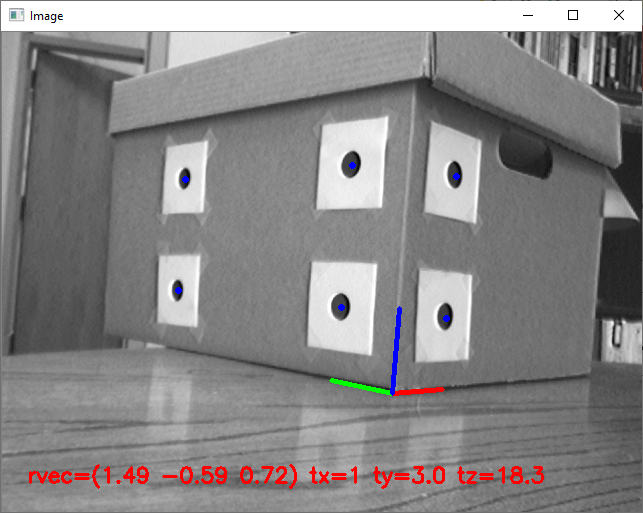 Image
rvec=(1.49 −0.59 0.72) tx=1 ty=3.0 tz=18.3